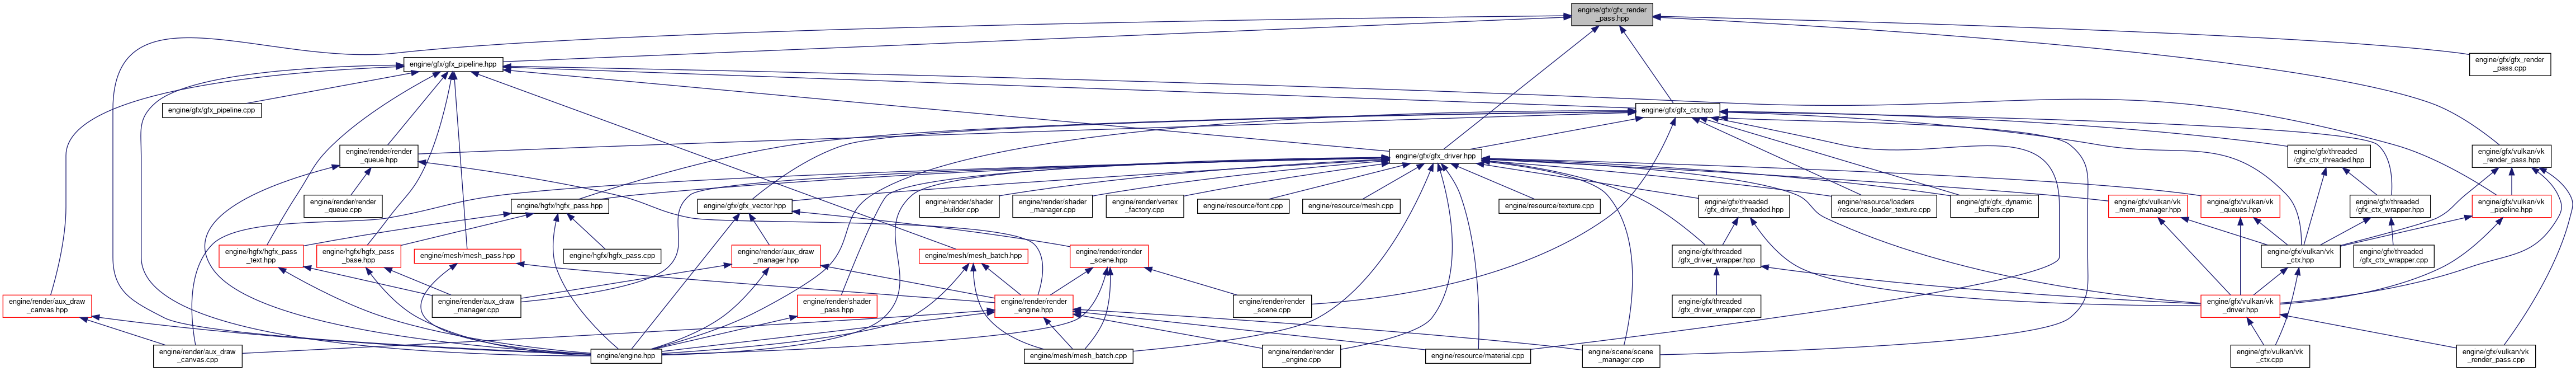 engine/gfx/gfx_render
_pass.hpp
engine/gfx/gfx_pipeline.hpp
engine/gfx/gfx_render
_pass.cpp
engine/gfx/gfx_pipeline.cpp
engine/gfx/gfx_ctx.hpp
engine/render/render
_queue.hpp
engine/gfx/gfx_driver.hpp
engine/gfx/threaded
/gfx_ctx_threaded.hpp
engine/gfx/vulkan/vk
_render_pass.hpp
engine/render/render
_queue.cpp
engine/hgfx/hgfx_pass.hpp
engine/gfx/gfx_vector.hpp
engine/render/shader
_builder.cpp
engine/render/shader
_manager.cpp
engine/render/vertex
_factory.cpp
engine/resource/font.cpp
engine/resource/mesh.cpp
engine/resource/texture.cpp
engine/gfx/threaded
/gfx_driver_threaded.hpp
engine/resource/loaders
/resource_loader_texture.cpp
engine/gfx/gfx_dynamic
_buffers.cpp
engine/gfx/vulkan/vk
_mem_manager.hpp
engine/gfx/vulkan/vk
_queues.hpp
engine/gfx/threaded
/gfx_ctx_wrapper.hpp
engine/gfx/vulkan/vk
_pipeline.hpp
engine/hgfx/hgfx_pass
_text.hpp
engine/hgfx/hgfx_pass
_base.hpp
engine/mesh/mesh_pass.hpp
engine/hgfx/hgfx_pass.cpp
engine/render/aux_draw
_manager.hpp
engine/mesh/mesh_batch.hpp
engine/render/render
_scene.hpp
engine/gfx/threaded
/gfx_driver_wrapper.hpp
engine/gfx/vulkan/vk
_ctx.hpp
engine/gfx/threaded
/gfx_ctx_wrapper.cpp
engine/render/aux_draw
_canvas.hpp
engine/render/aux_draw
_manager.cpp
engine/render/shader
_pass.hpp
engine/render/render
_engine.hpp
engine/render/render
_scene.cpp
engine/gfx/threaded
/gfx_driver_wrapper.cpp
engine/gfx/vulkan/vk
_driver.hpp
engine/render/aux_draw
_canvas.cpp
engine/engine.hpp
engine/mesh/mesh_batch.cpp
engine/render/render
_engine.cpp
engine/resource/material.cpp
engine/scene/scene
_manager.cpp
engine/gfx/vulkan/vk
_ctx.cpp
engine/gfx/vulkan/vk
_render_pass.cpp